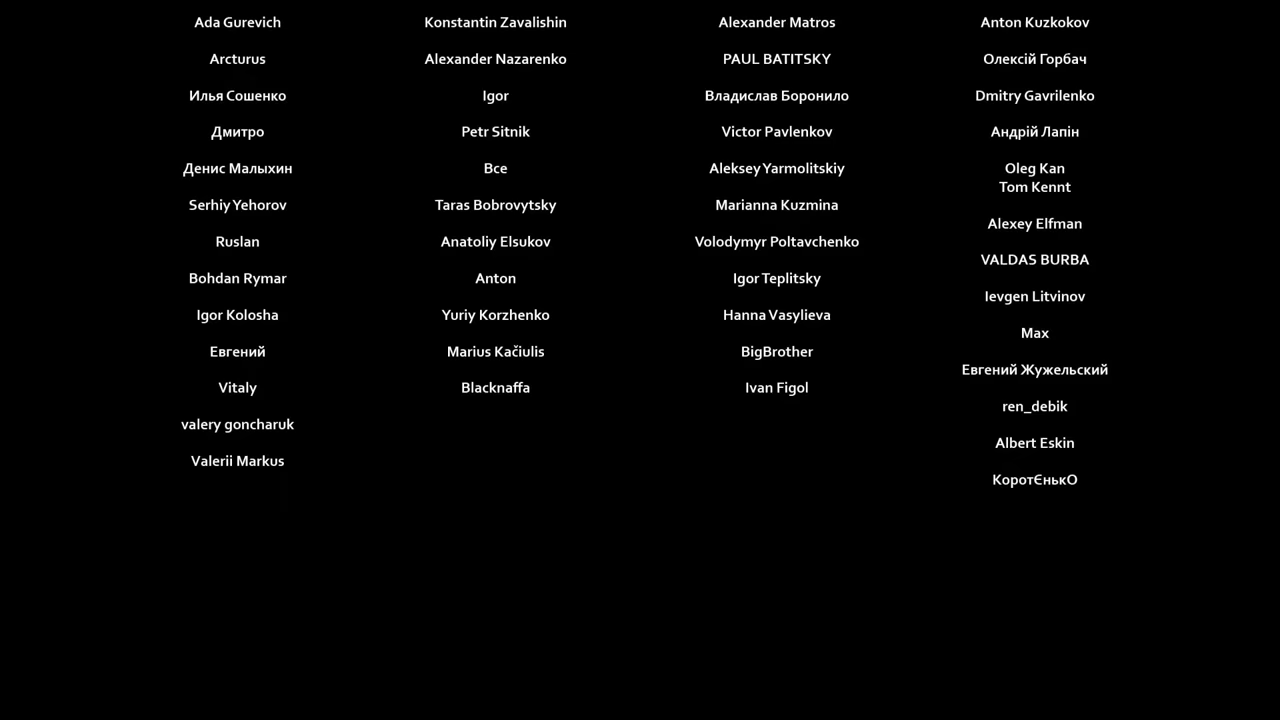 Ada Gurevich
Arcturus
Илья Сошенко
Дмитро
Денис Малыхин
Serhiy Yehorov
Ruslan
Bohdan Rymar
Igor Kolosha
Евгений
Vitaly
valery goncharuk
Valerii Markus
Konstantin Zavalishin
Alexander Nazarenko
Igor
Petr Sitnik
Все
Taras Bobrovytsky
Anatoliy Elsukov
Anton
Yuriy Korzhenko
Marius Kačiulis
Blacknaffa
Alexander Matros
PAUL BATITSKY
Владислав Боронило
Victor Pavlenkov
Aleksey Yarmolitskiy
Marianna Kuzmina
Volodymyr Poltavchenko
Igor Teplitsky
Hanna Vasylieva
BigBrother
Ivan Figol
Anton Kuzkokov
Олексій Горбач
Dmitry Gavrilenko
Андрій Лапін
Oleg Kan
Tom Kennt
Alexey Elfman
VALDAS BURBA
Ievgen Litvinov
Max
Евгений Жужельский
ren_debik
Albert Eskin
КоротЄнькО